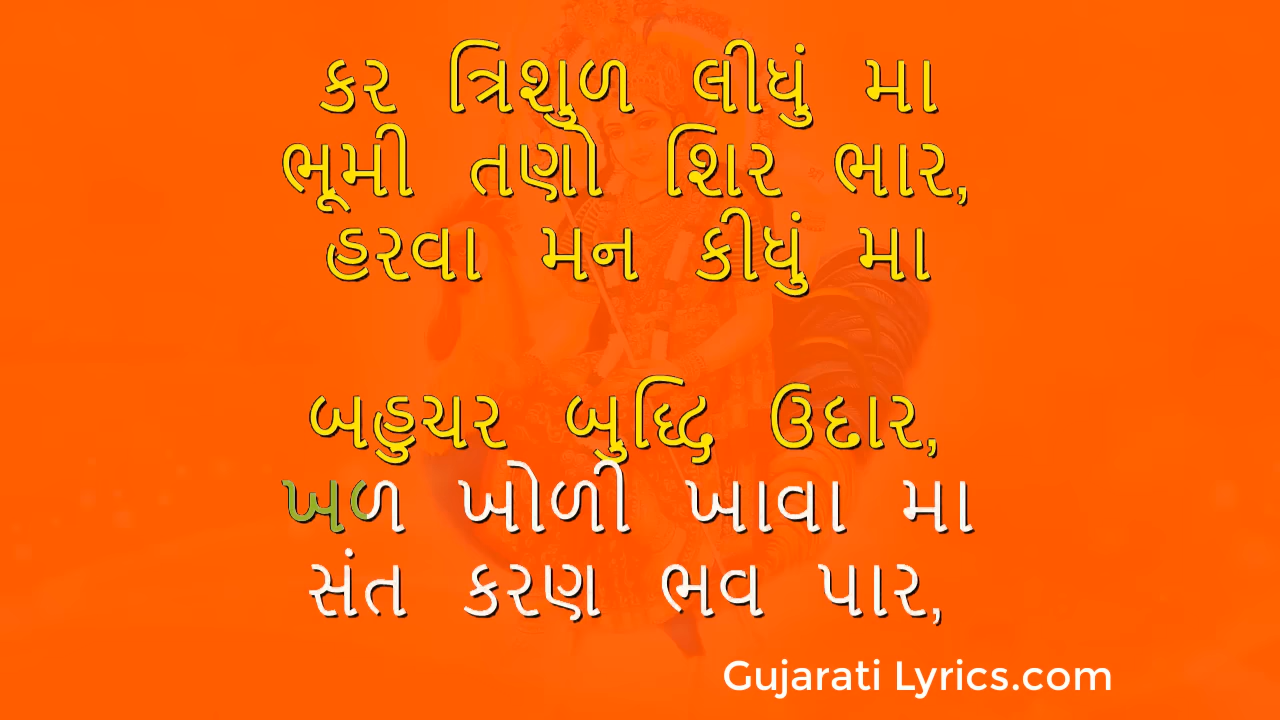 કર ત્રિશુળ લીધું મા
ભૂમી તણો શિર ભાર,
હરવા મન કીધું મા
બહુચર બુદ્ધિ ઉદાર,
ખળ ખોળી ખાવા મા
સંત કરણ ભવ પાર,
Gujarati Lyrics.com